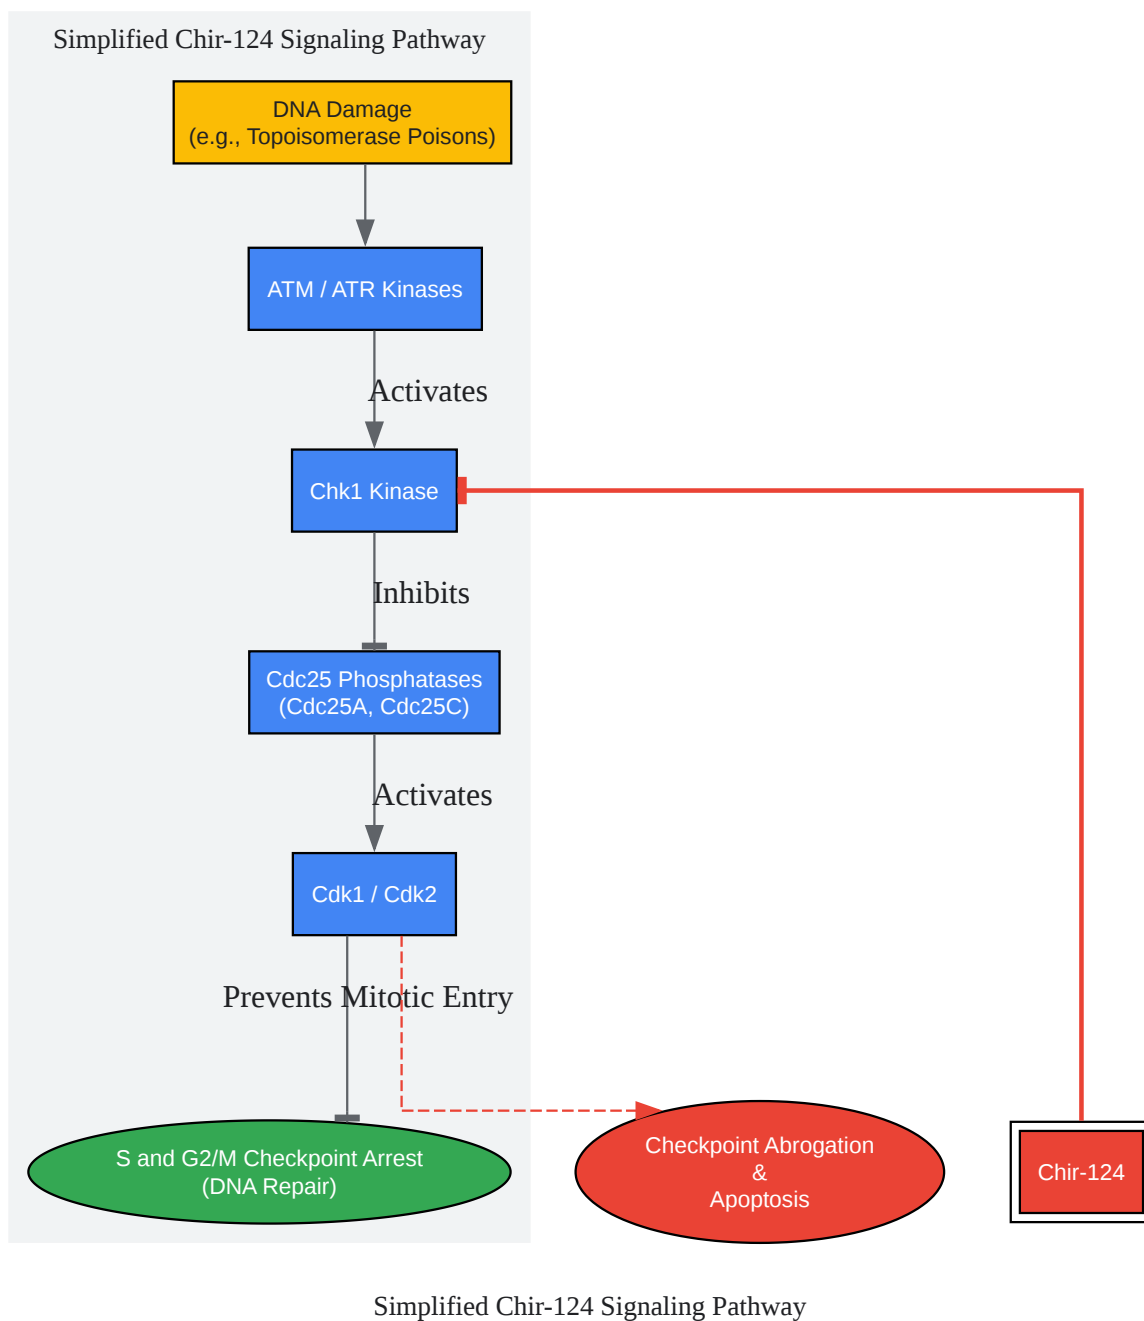 Simplified Chir-124 Signaling Pathway
DNA Damage
(e.g., Topoisomerase Poisons)
ATM / ATR Kinases
Activates
Chk1 Kinase
Inhibits
Cdc25 Phosphatases
(Cdc25A, Cdc25C)
Activates
Cdk1 / Cdk2
Prevents Mitotic Entry
S and G2/M Checkpoint Arrest
(DNA Repair)
Checkpoint Abrogation
&
Apoptosis
Chir-124
Simplified Chir-124 Signaling Pathway